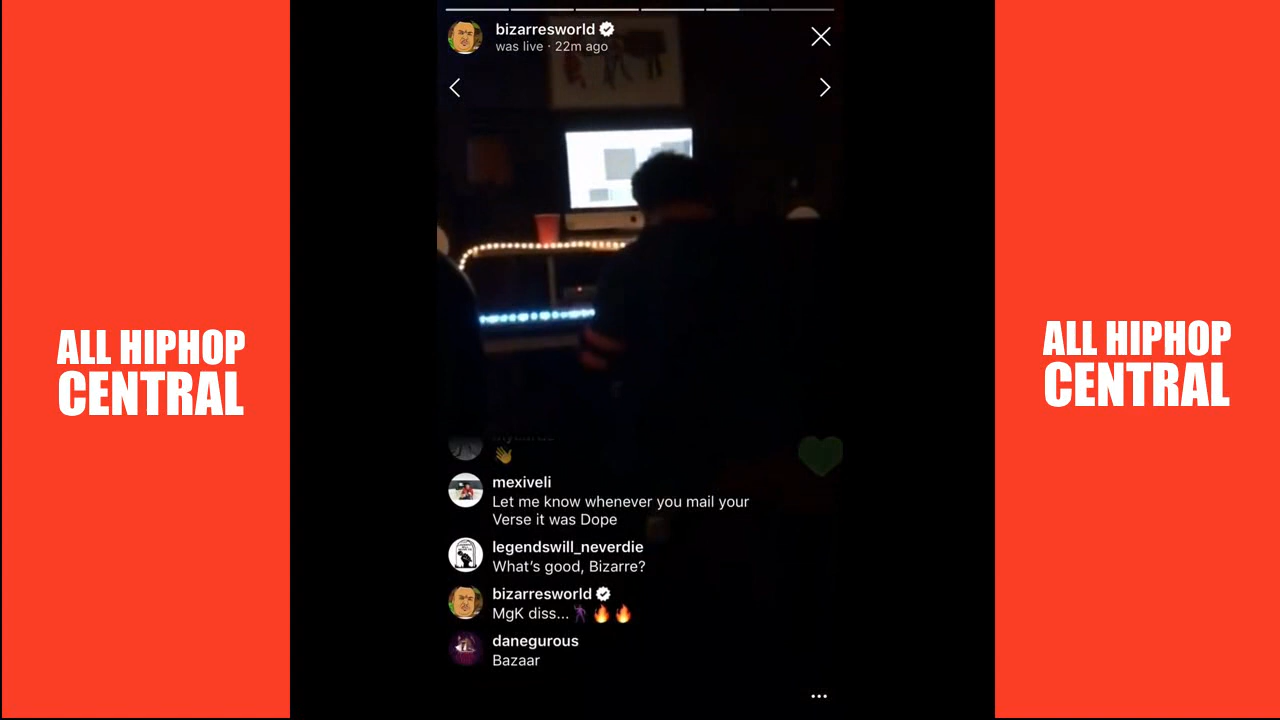 bizarresworld
was live · 22m ago
ALL HIPHOP
CENTRAL
ALL HIPHOP
CENTRAL
👋
mexiveli
Let me know whenever you mail your
Verse it was Dope
legendswill_neverdie
What's good, Bizarre?
bizarresworld
MgK diss...🕺🔥🔥
danegurous
Bazaar